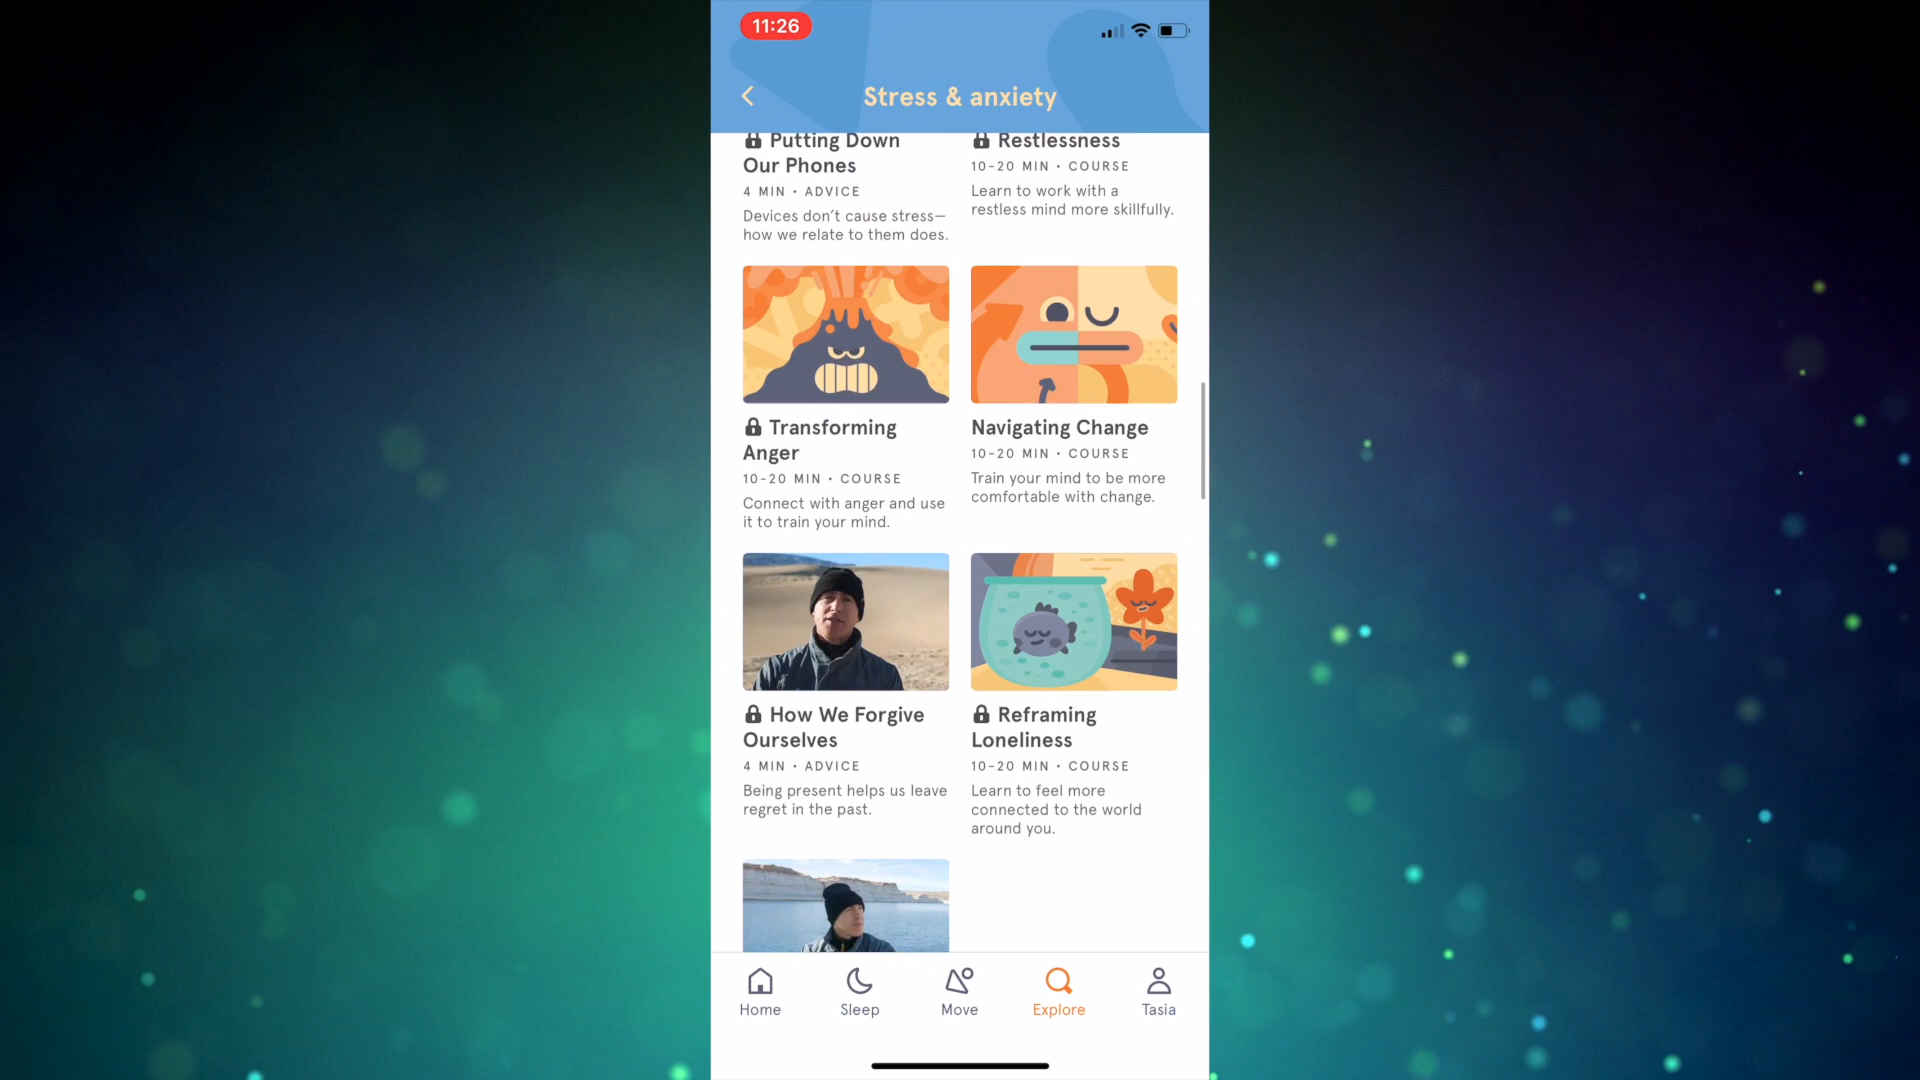 11:26
Stress & anxiety
Putting Down
Our Phones
4 MIN • ADVICE
Devices don’t cause stress—
how we relate to them does.
Restlessness
10-20 MIN • COURSE
Learn to work with a
restless mind more skillfully.
Transforming
Anger
10-20 MIN • COURSE
Connect with anger and use
it to train your mind.
Navigating Change
10-20 MIN • COURSE
Train your mind to be more
comfortable with change.
How We Forgive
Ourselves
4 MIN • ADVICE
Being present helps us leave
regret in the past.
Reframing
Loneliness
10-20 MIN • COURSE
Learn to feel more
connected to the world
around you.
Home
Sleep
Move
Explore
Tasia